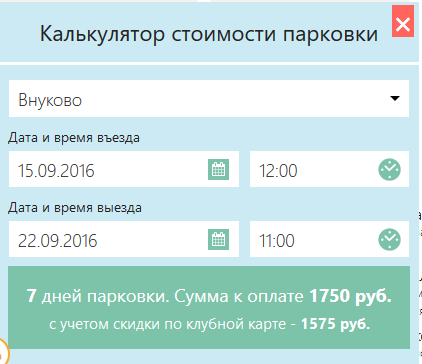 Калькулятор стоимости парковки
Внуково
Дата и время въезда
15.09.2016 12:00
Дата и время выезда
22.09.2016 11:00
7 дней парковки. Сумма к оплате 1750 руб.
с учетом скидки по клубной карте - 1575 руб.